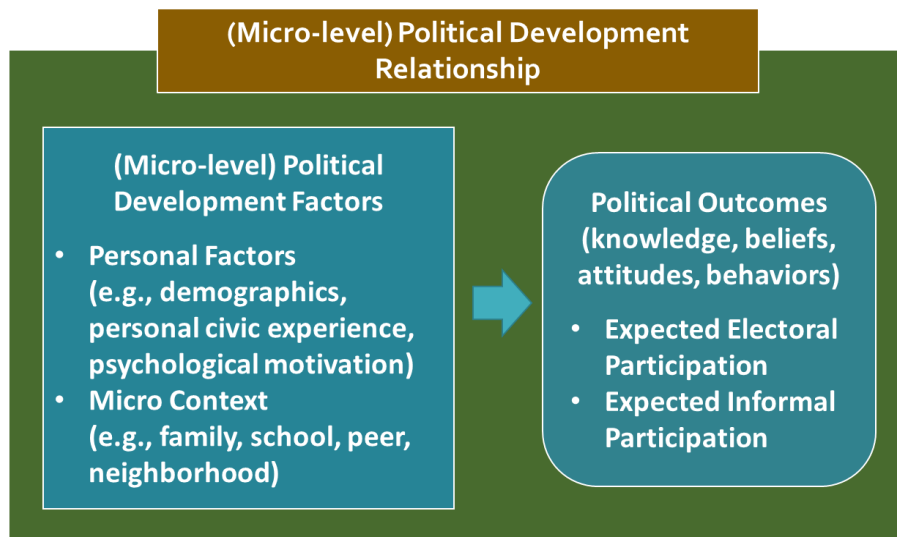 (Micro-level) Political Development
Relationship
(Micro-level) Political
Development Factors
• Personal Factors
(e.g., demographics,
personal civic experience,
psychological motivation)
• Micro Context
(e.g., family, school, peer,
neighborhood)
Political Outcomes
(knowledge, beliefs,
attitudes, behaviors)
• Expected Electoral
Participation
• Expected Informal
Participation